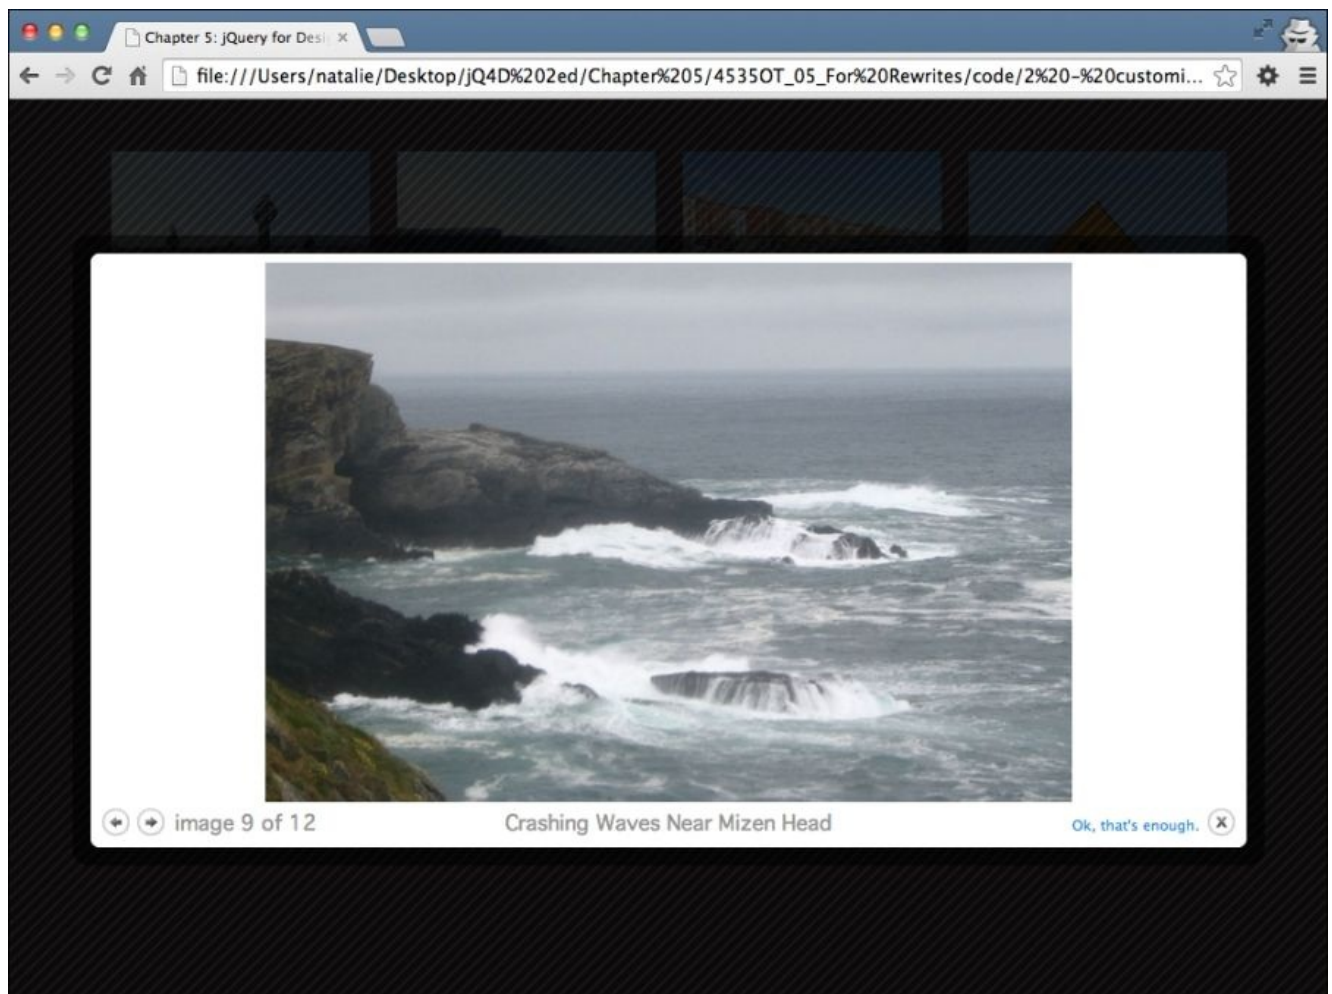 Chapter 5: jQuery for Desi
file:///Users/natalie/Desktop/jQ4D%202ed/Chapter%205/4535OT_05_For%20Rewrites/code/2%20-%20customi...
image 9 of 12
Crashing Waves Near Mizen Head
Ok, that's enough.